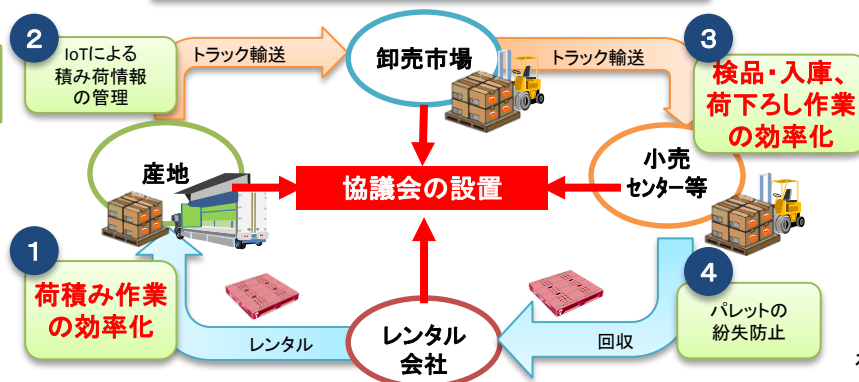 2
IoTによる
積み荷情報
の管理
トラック輸送
卸売市場
トラック輸送
3
検品・入庫、
荷下ろし作業
の効率化
産地
協議会の設置
小売
センター等
1
荷積み作業
の効率化
レンタル
レンタル
会社
回収
4
パレットの
紛失防止